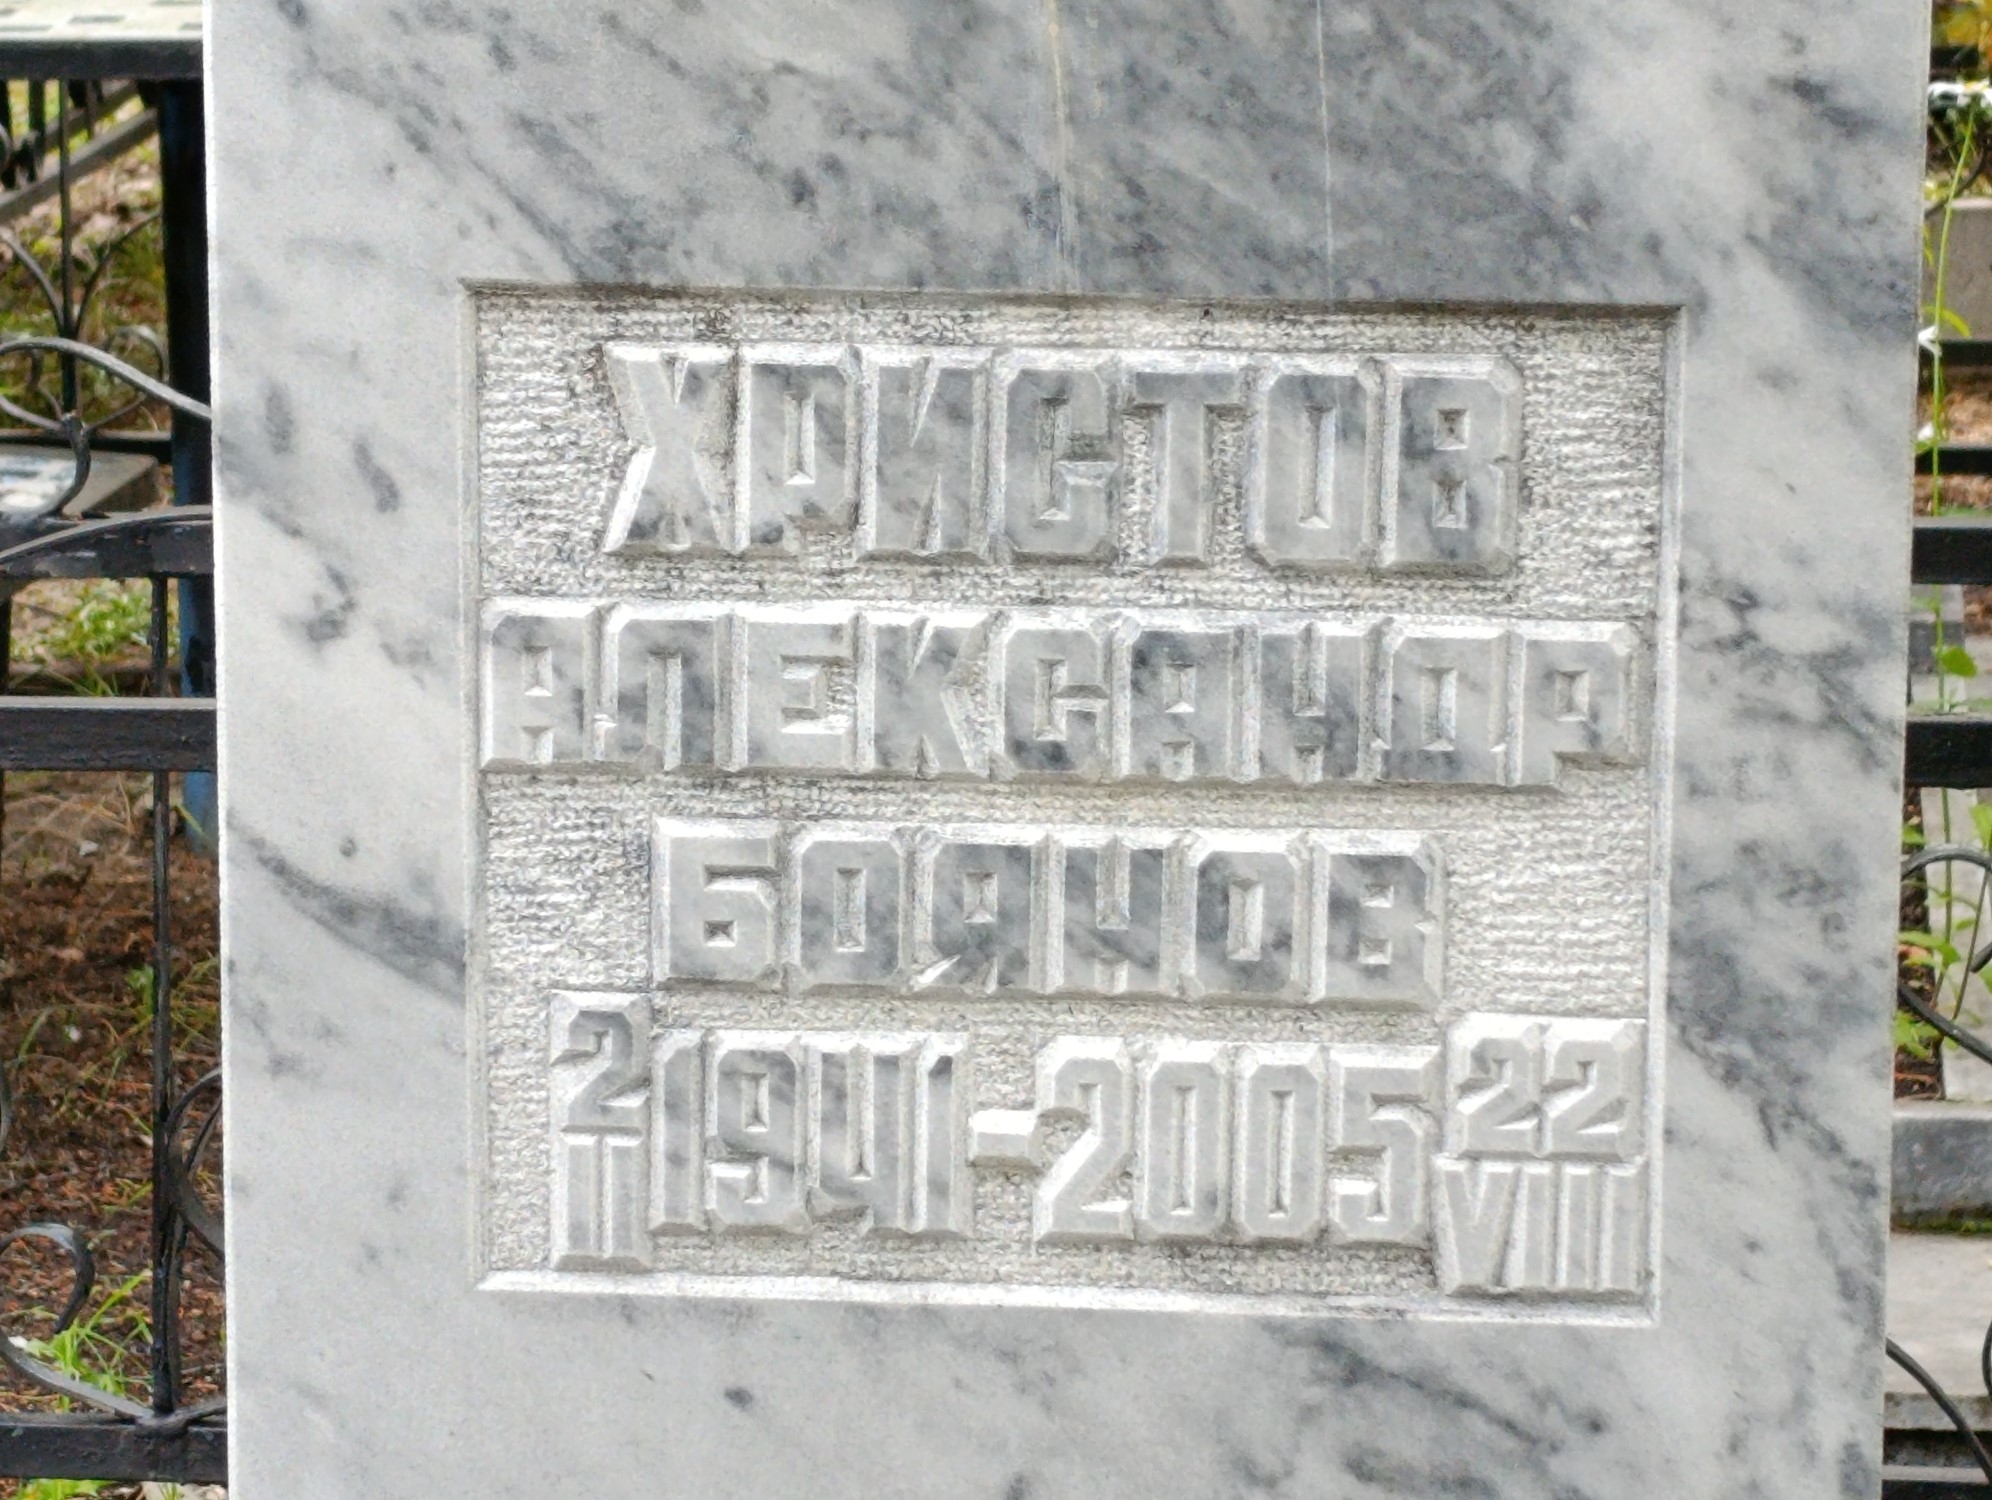 ХРИСТОВ
АЛЕКСАНДР
БОЯНОВ
2 1941-2005 22
II VIII